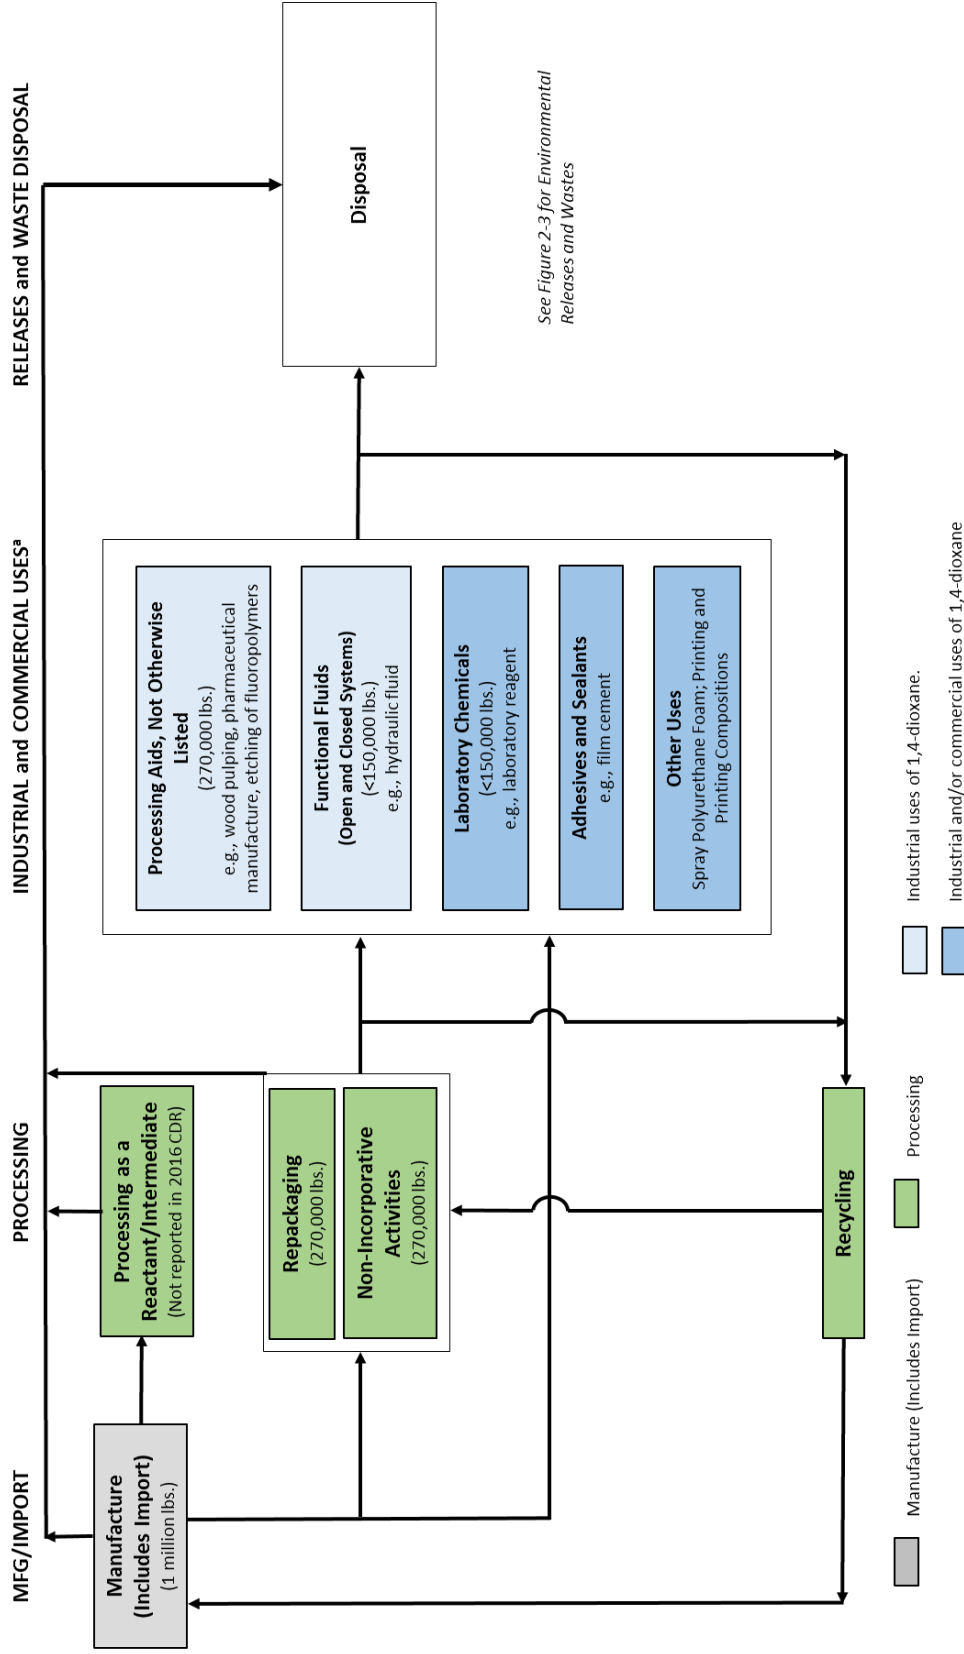 MFG/IMPORT
PROCESSING
INDUSTRIAL and COMMERCIAL USESᵃ
RELEASES and WASTE DISPOSAL
Manufacture
(Includes Import)
(1 million lbs.)
Processing as a
Reactant/Intermediate
(Not reported in 2016 CDR)
Repackaging
(270,000 lbs.)
Non-Incorporative
Activities
(270,000 lbs.)
Recycling
Processing Aids, Not Otherwise
Listed
(270,000 lbs.)
e.g., wood pulping, pharmaceutical
manufacture, etching of fluoropolymers
Functional Fluids
(Open and Closed Systems)
(<150,000 lbs.)
e.g., hydraulic fluid
Laboratory Chemicals
(<150,000 lbs.)
e.g., laboratory reagent
Adhesives and Sealants
e.g., film cement
Other Uses
Spray Polyurethane Foam; Printing and
Printing Compositions
Disposal
See Figure 2-3 for Environmental
Releases and Wastes
Manufacture (Includes Import)
Processing
Industrial uses of 1,4-dioxane.
Industrial and/or commercial uses of 1,4-dioxane